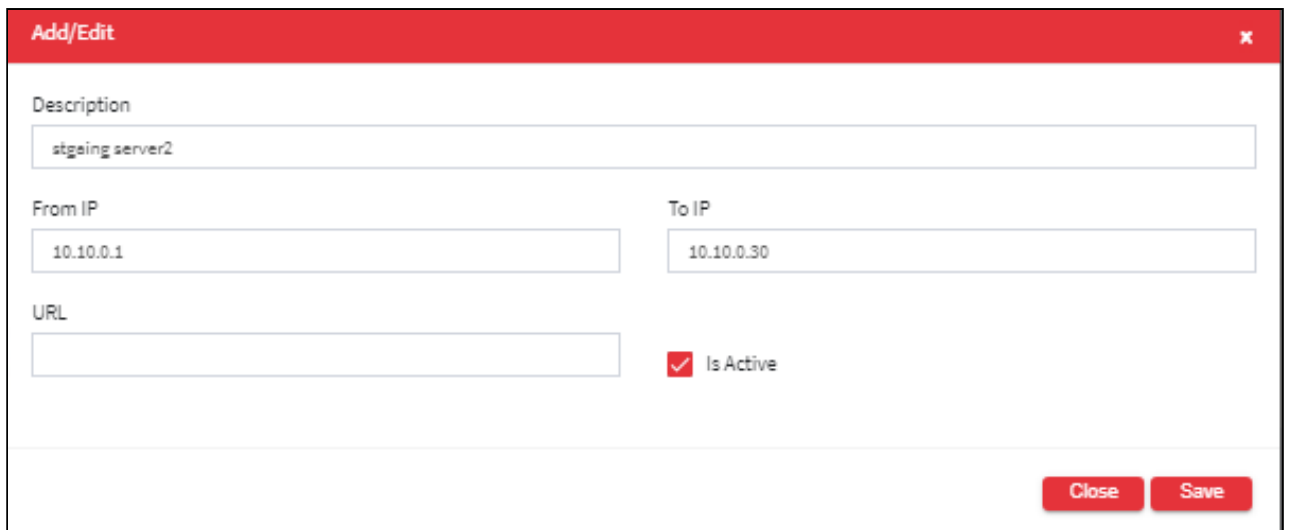 Add/Edit
Description
stgaing server2
From IP
To IP
10.10.0.1
10.10.0.30
URL
Is Active
Close
Save